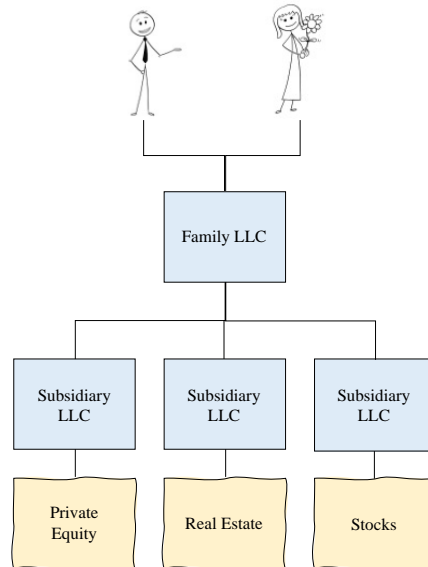 Family LLC
Subsidiary
LLC
Subsidiary
LLC
Subsidiary
LLC
Private
Equity
Real Estate
Stocks